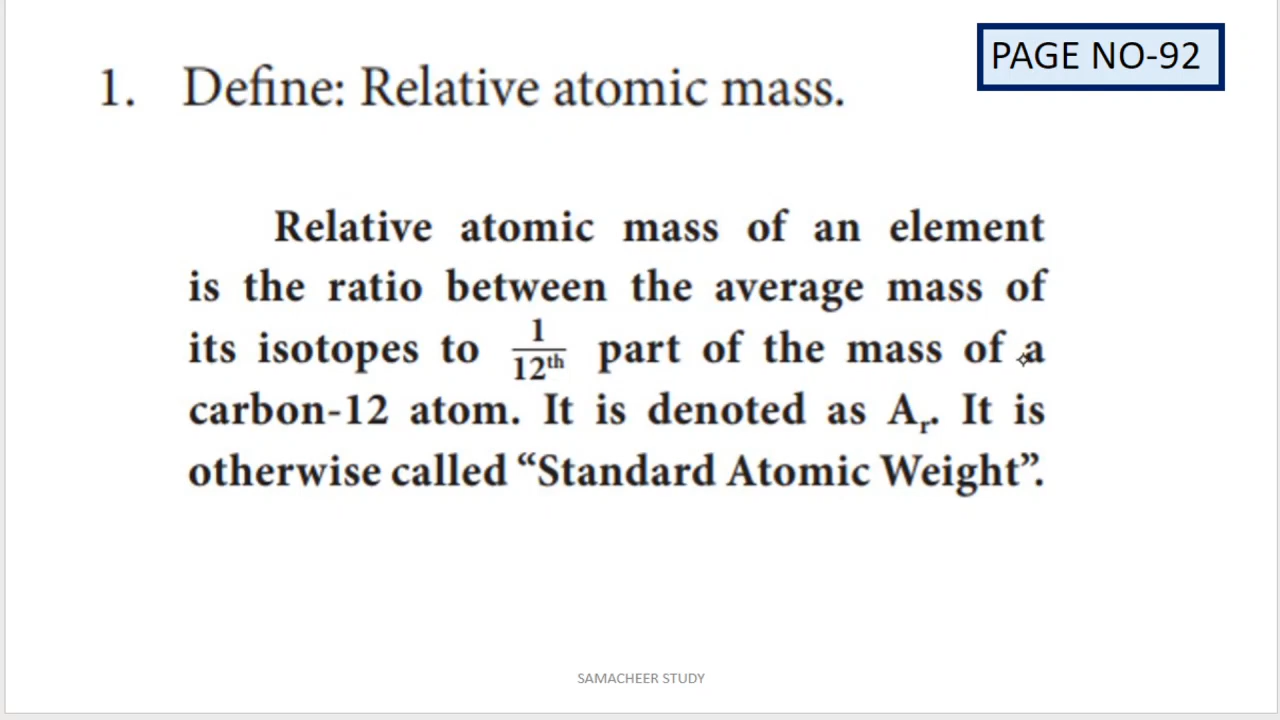 PAGE NO-92
1. Define: Relative atomic mass.
Relative atomic mass of an element
is the ratio between the average mass of
its isotopes to 1/12th part of the mass of a
carbon-12 atom. It is denoted as Ar. It is
otherwise called “Standard Atomic Weight”.
SAMACHEER STUDY